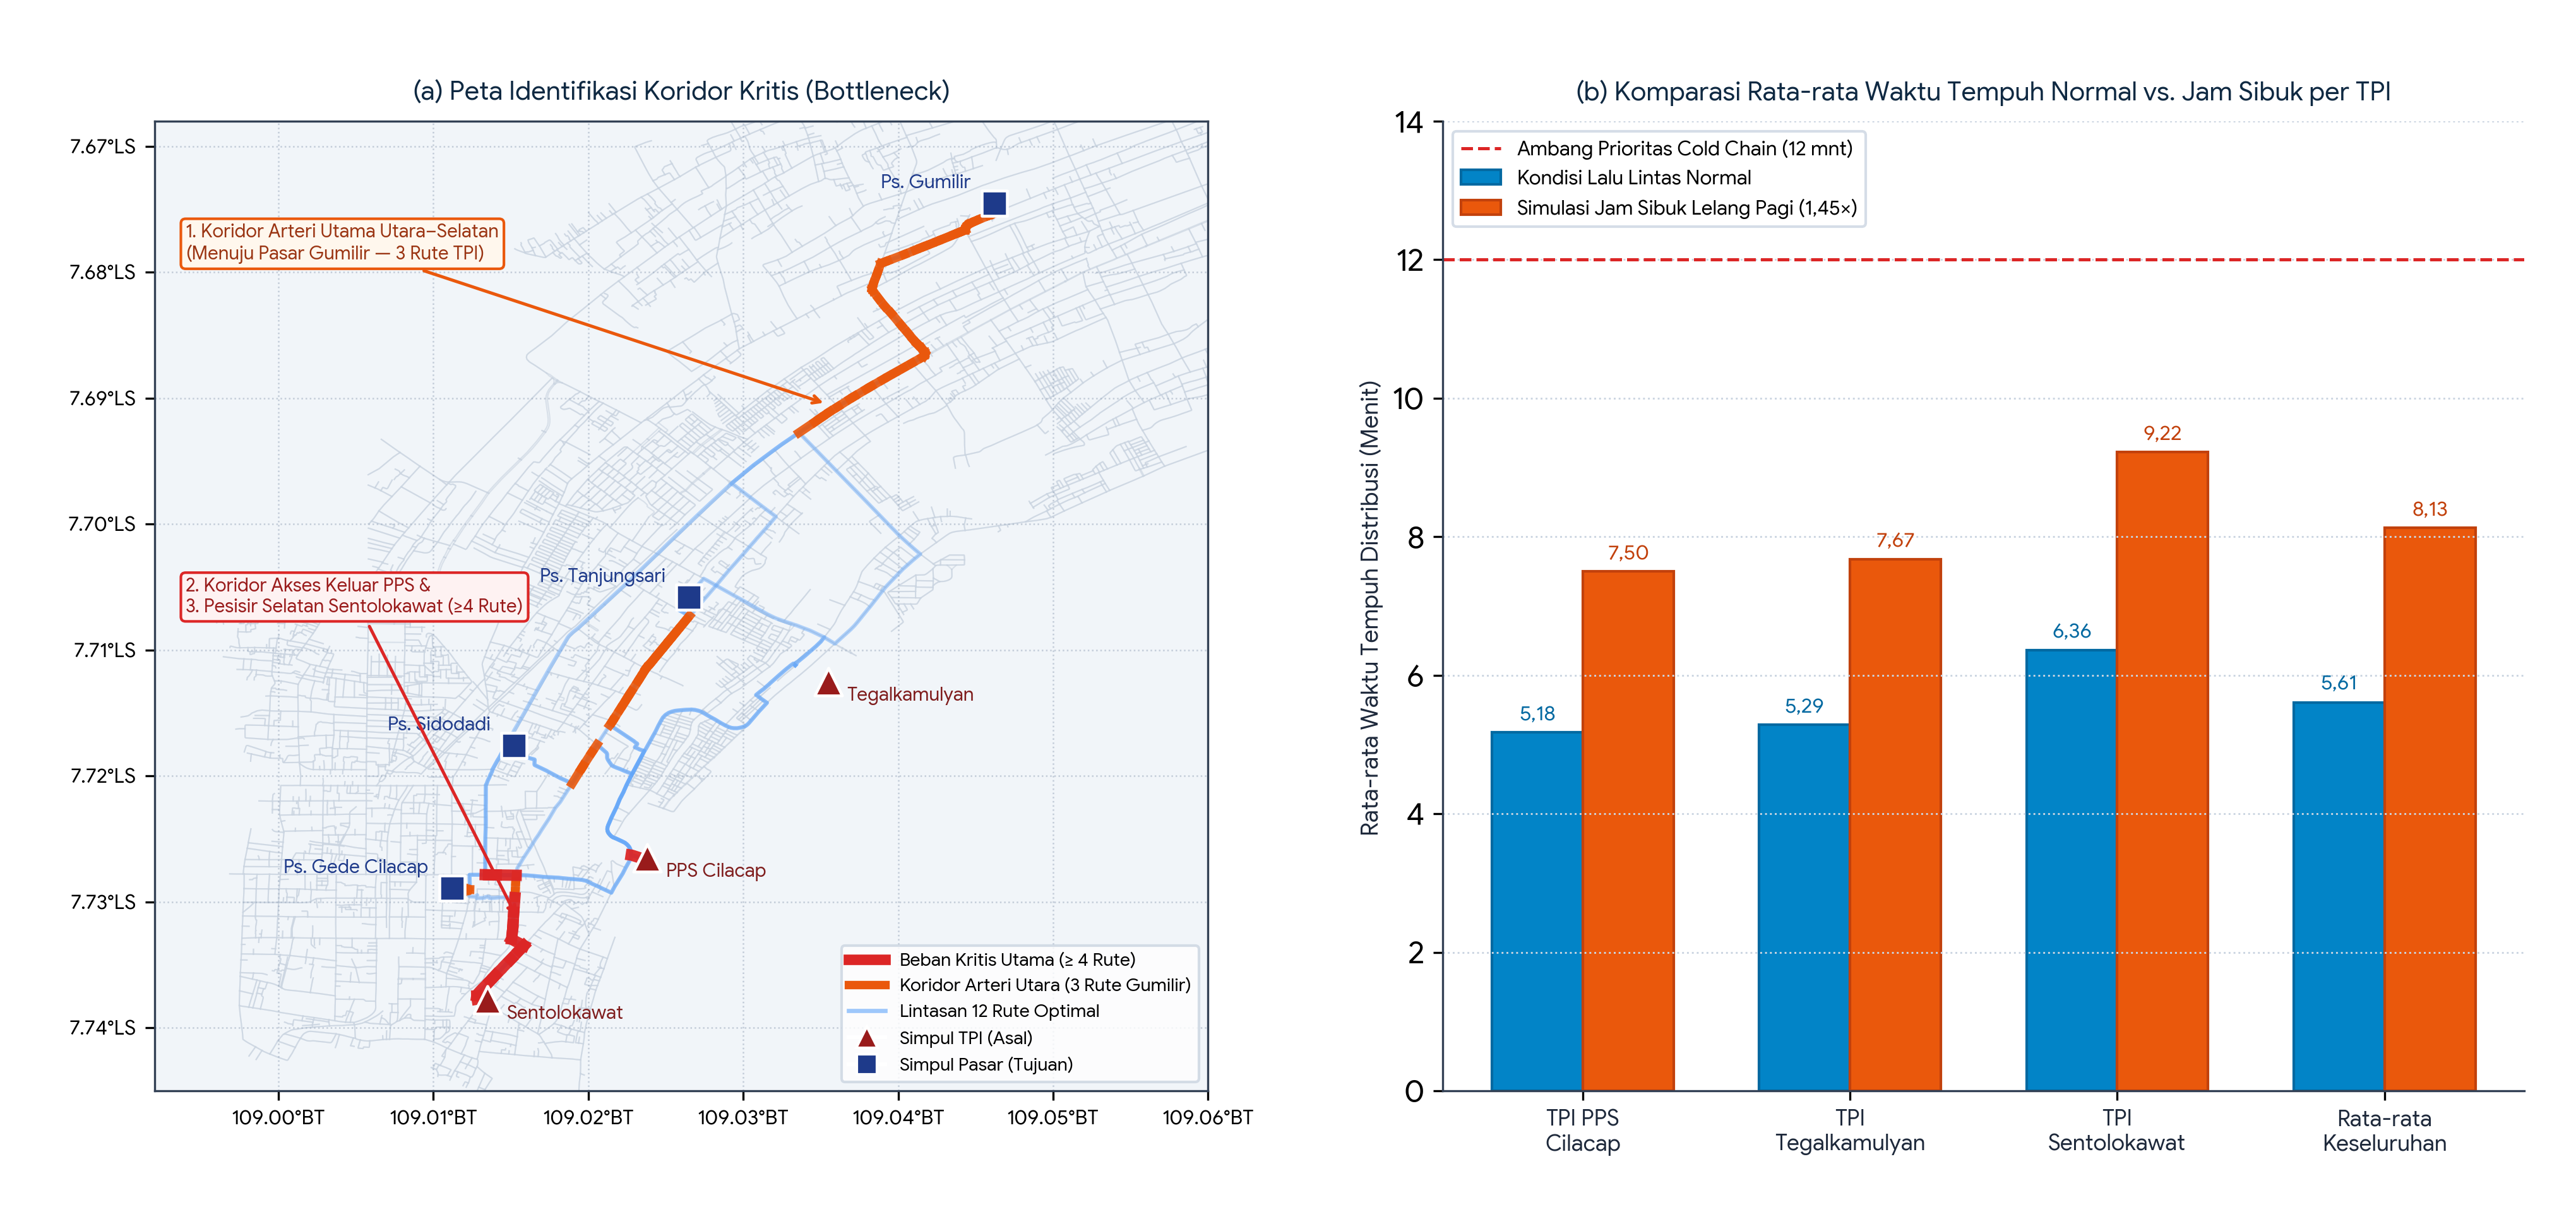 (a) Peta Identifikasi Koridor Kritis (Bottleneck)
7.67°LS
7.68°LS
7.69°LS
7.70°LS
7.71°LS
7.72°LS
7.73°LS
7.74°LS
109.00°BT
109.01°BT
109.02°BT
109.03°BT
109.04°BT
109.05°BT
109.06°BT
Ps. Gumilir
1. Koridor Arteri Utama Utara–Selatan
(Menuju Pasar Gumilir — 3 Rute TPI)
2. Koridor Akses Keluar PPS &
3. Pesisir Selatan Sentolokawat (≥4 Rute)
Ps. Tanjungsari
Tegalkamulyan
Ps. Sidodadi
Ps. Gede Cilacap
PPS Cilacap
Sentolokawat
Beban Kritis Utama (≥ 4 Rute)
Koridor Arteri Utara (3 Rute Gumilir)
Lintasan 12 Rute Optimal
Simpul TPI (Asal)
Simpul Pasar (Tujuan)
(b) Komparasi Rata-rata Waktu Tempuh Normal vs. Jam Sibuk per TPI
Rata-rata Waktu Tempuh Distribusi (Menit)
14
12
10
8
6
4
2
0
Ambang Prioritas Cold Chain (12 mnt)
Kondisi Lalu Lintas Normal
Simulasi Jam Sibuk Lelang Pagi (1,45×)
5,18
7,50
5,29
7,67
6,36
9,22
5,61
8,13
TPI PPS
Cilacap
TPI
Tegalkamulyan
TPI
Sentolokawat
Rata-rata
Keseluruhan